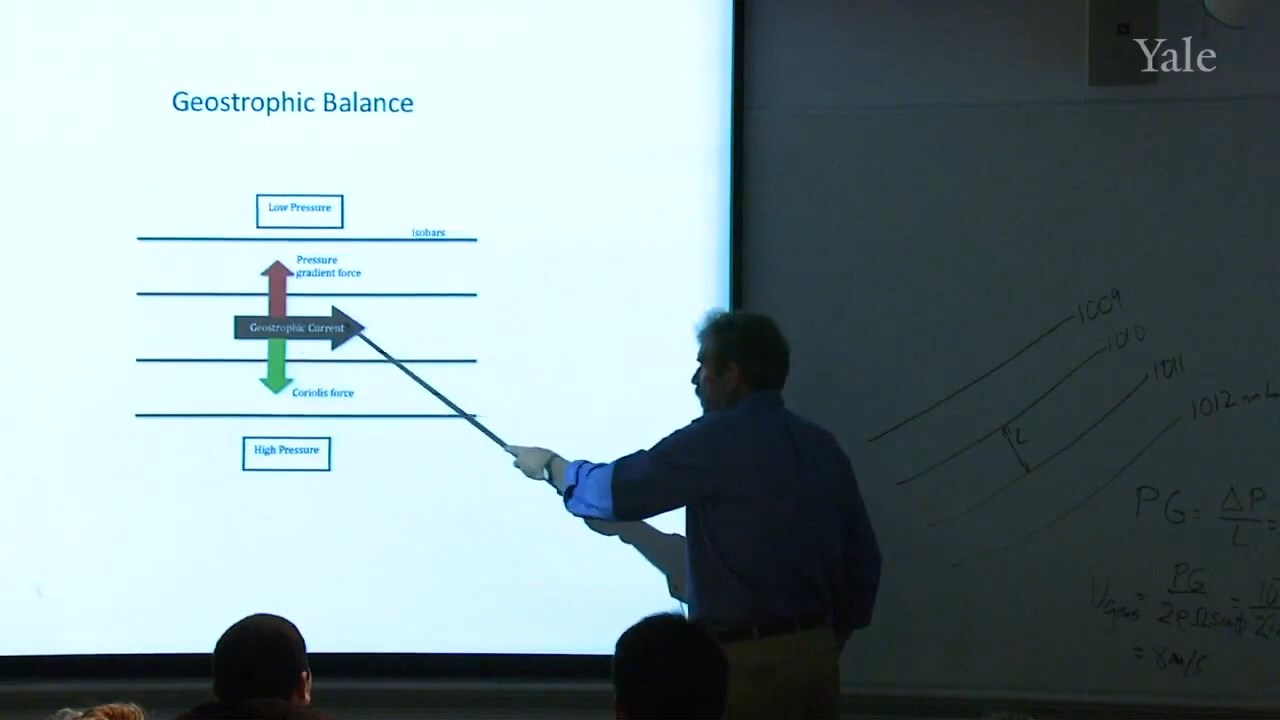 Yale
Geostrophic Balance
Low Pressure
isobars
Pressure
gradient force
Geostrophic Current
Coriolis force
High Pressure
1009
1010
1011
1012
L
PG = ΔP
L
=
PG
2ρΩsinϕ
= 8m/s